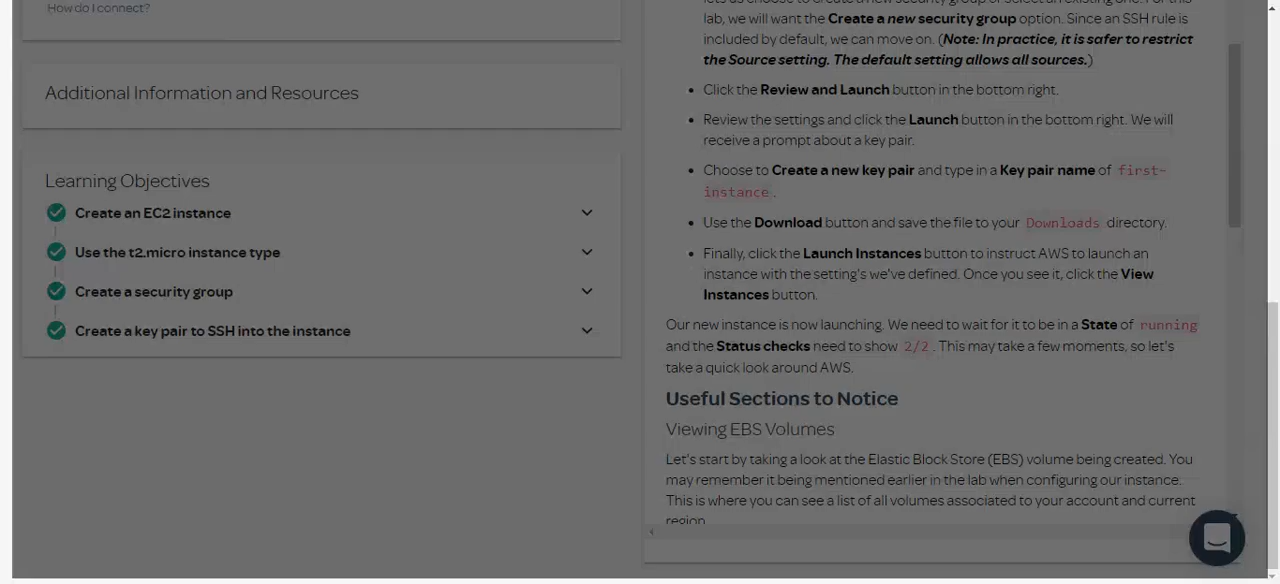 How do I connect?
Additional Information and Resources
Learning Objectives
Create an EC2 instance
Use the t2.micro instance type
Create a security group
Create a key pair to SSH into the instance
lab, we will want the Create a new security group option. Since an SSH rule is
included by default, we can move on. (Note: In practice, it is safer to restrict
the Source setting. The default setting allows all sources.)
Click the Review and Launch button in the bottom right.
Review the settings and click the Launch button in the bottom right. We will
receive a prompt about a key pair.
Choose to Create a new key pair and type in a Key pair name of first-
instance.
Use the Download button and save the file to your Downloads directory.
Finally, click the Launch Instances button to instruct AWS to launch an
instance with the setting's we've defined. Once you see it, click the View
Instances button.
Our new instance is now launching. We need to wait for it to be in a State of running
and the Status checks need to show 2/2. This may take a few moments, so let's
take a quick look around AWS.
Useful Sections to Notice
Viewing EBS Volumes
Let's start by taking a look at the Elastic Block Store (EBS) volume being created. You
may remember it being mentioned earlier in the lab when configuring our instance.
This is where you can see a list of all volumes associated to your account and current
region